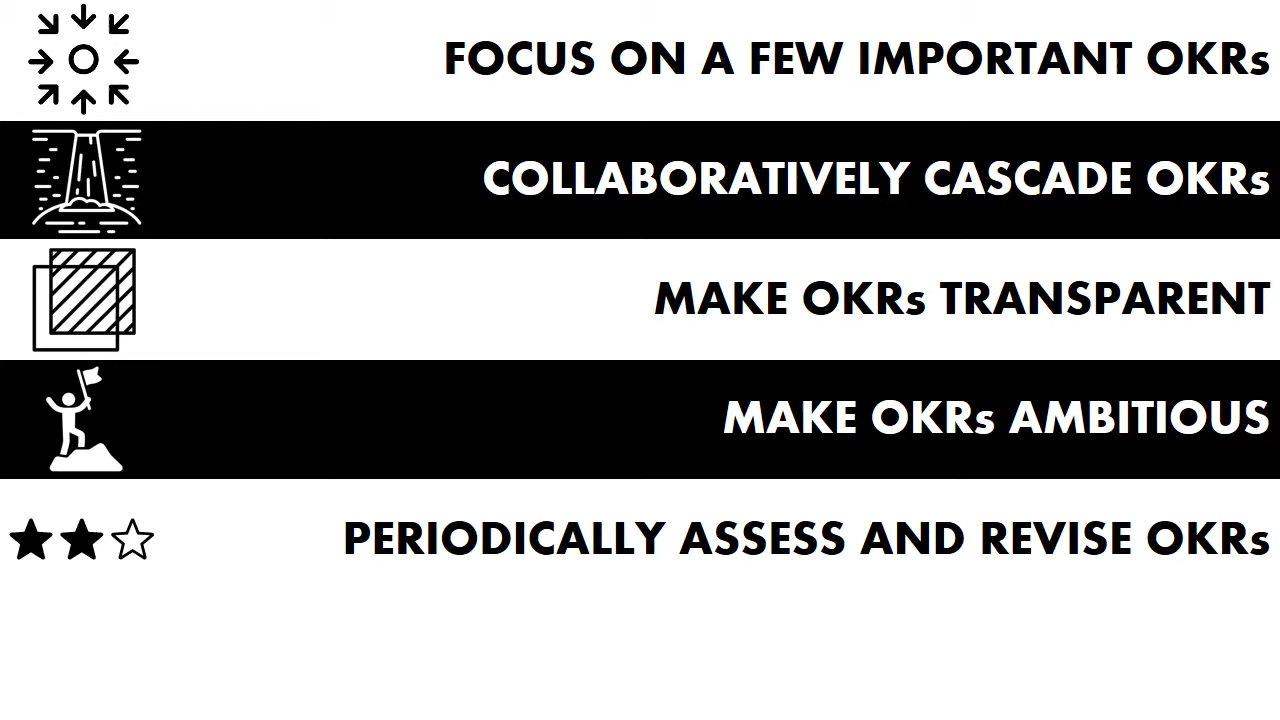 FOCUS ON A FEW IMPORTANT OKRs
COLLABORATIVELY CASCADE OKRs
MAKE OKRs TRANSPARENT
MAKE OKRs AMBITIOUS
PERIODICALLY ASSESS AND REVISE OKRs